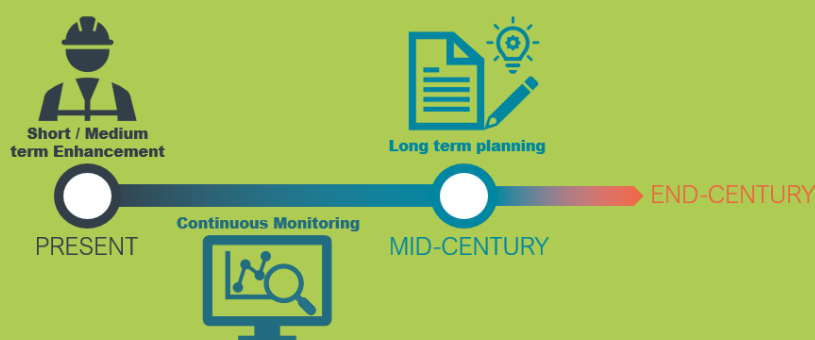 Short / Medium
term Enhancement
Long term planning
END-CENTURY
Continuous Monitoring
PRESENT
MID-CENTURY